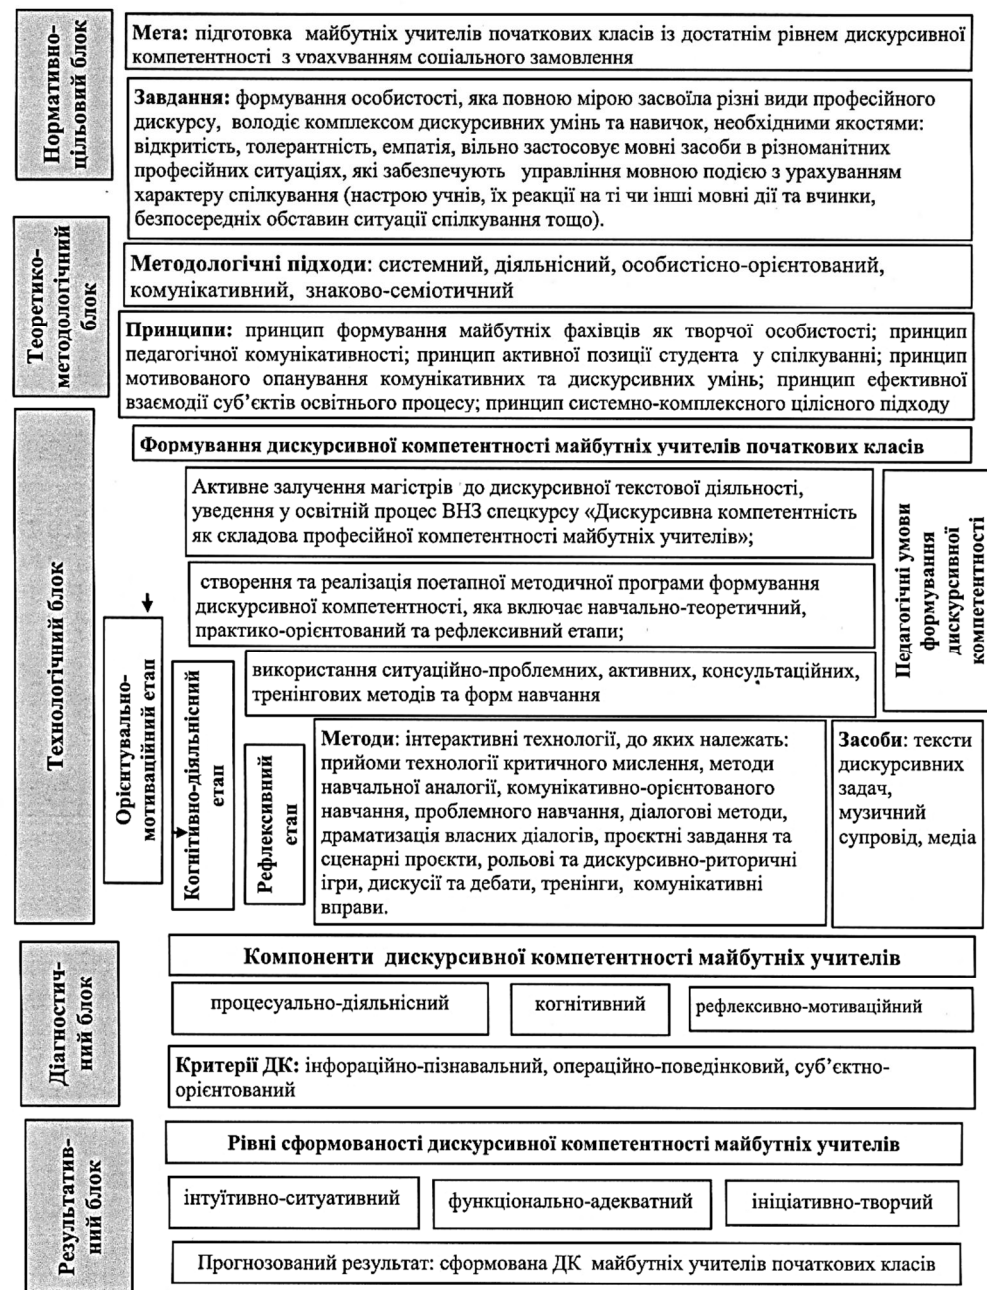 Нормативно-
цільовий блок
Мета: підготовка майбутніх учителів початкових класів із достатнім рівнем дискурсивної
компетентності з урахуванням соціального замовлення
Завдання: формування особистості, яка повною мірою засвоїла різні види професійного
дискурсу, володіє комплексом дискурсивних умінь та навичок, необхідними якостями:
відкритість, толерантність, емпатія, вільно застосовує мовні засоби в різноманітних
професійних ситуаціях, які забезпечують управління мовною подією з урахуванням
характеру спілкування (настрою учнів, їх реакції на ті чи інші мовні дії та вчинки,
безпосередніх обставин ситуації спілкування тощо).
Теоретико-
методологічний
блок
Методологічні підходи: системний, діяльнісний, особистісно-орієнтований,
комунікативний, знаково-семіотичний
Принципи: принцип формування майбутніх фахівців як творчої особистості; принцип
педагогічної комунікативності; принцип активної позиції студента у спілкуванні; принцип
мотивованого опанування комунікативних та дискурсивних умінь; принцип ефективної
взаємодії суб’єктів освітнього процесу; принцип системно-комплексного цілісного підходу
Технологічний блок
Формування дискурсивної компетентності майбутніх учителів початкових класів
Активне залучення магістрів до дискурсивної текстової діяльності,
уведення у освітній процес ВНЗ спецкурсу «Дискурсивна компетентність
як складова професійної компетентності майбутніх учителів»;
створення та реалізація поетапної методичної програми формування
дискурсивної компетентності, яка включає навчально-теоретичний,
практико-орієнтований та рефлексивний етапи;
використання ситуаційно-проблемних, активних, консультаційних,
тренінгових методів та форм навчання
Педагогічні умови
формування
дискурсивної
компетентності
Орієнтувально-
мотиваційний етап
Когнітивно-діяльнісний
етап
Рефлексивний
етап
Методи: інтерактивні технології, до яких належать:
прийоми технології критичного мислення, методи
навчальної аналогії, комунікативно-орієнтованого
навчання, проблемного навчання, діалогові методи,
драматизація власних діалогів, проєктні завдання та
сценарні проєкти, рольові та дискурсивно-риторичні
ігри, дискусії та дебати, тренінги, комунікативні
вправи.
Засоби: тексти
дискурсивних
задач,
музичний
супровід, медіа
Діагностич-
ний блок
Компоненти дискурсивної компетентності майбутніх учителів
процесуально-діяльнісний
когнітивний
рефлексивно-мотиваційний
Критерії ДК: інфораційно-пізнавальний, операційно-поведінковий, суб’єктно-
орієнтований
Результатив-
ний блок
Рівні сформованості дискурсивної компетентності майбутніх учителів
інтуїтивно-ситуативний
функціонально-адекватний
ініціативно-творчий
Прогнозований результат: сформована ДК майбутніх учителів початкових класів